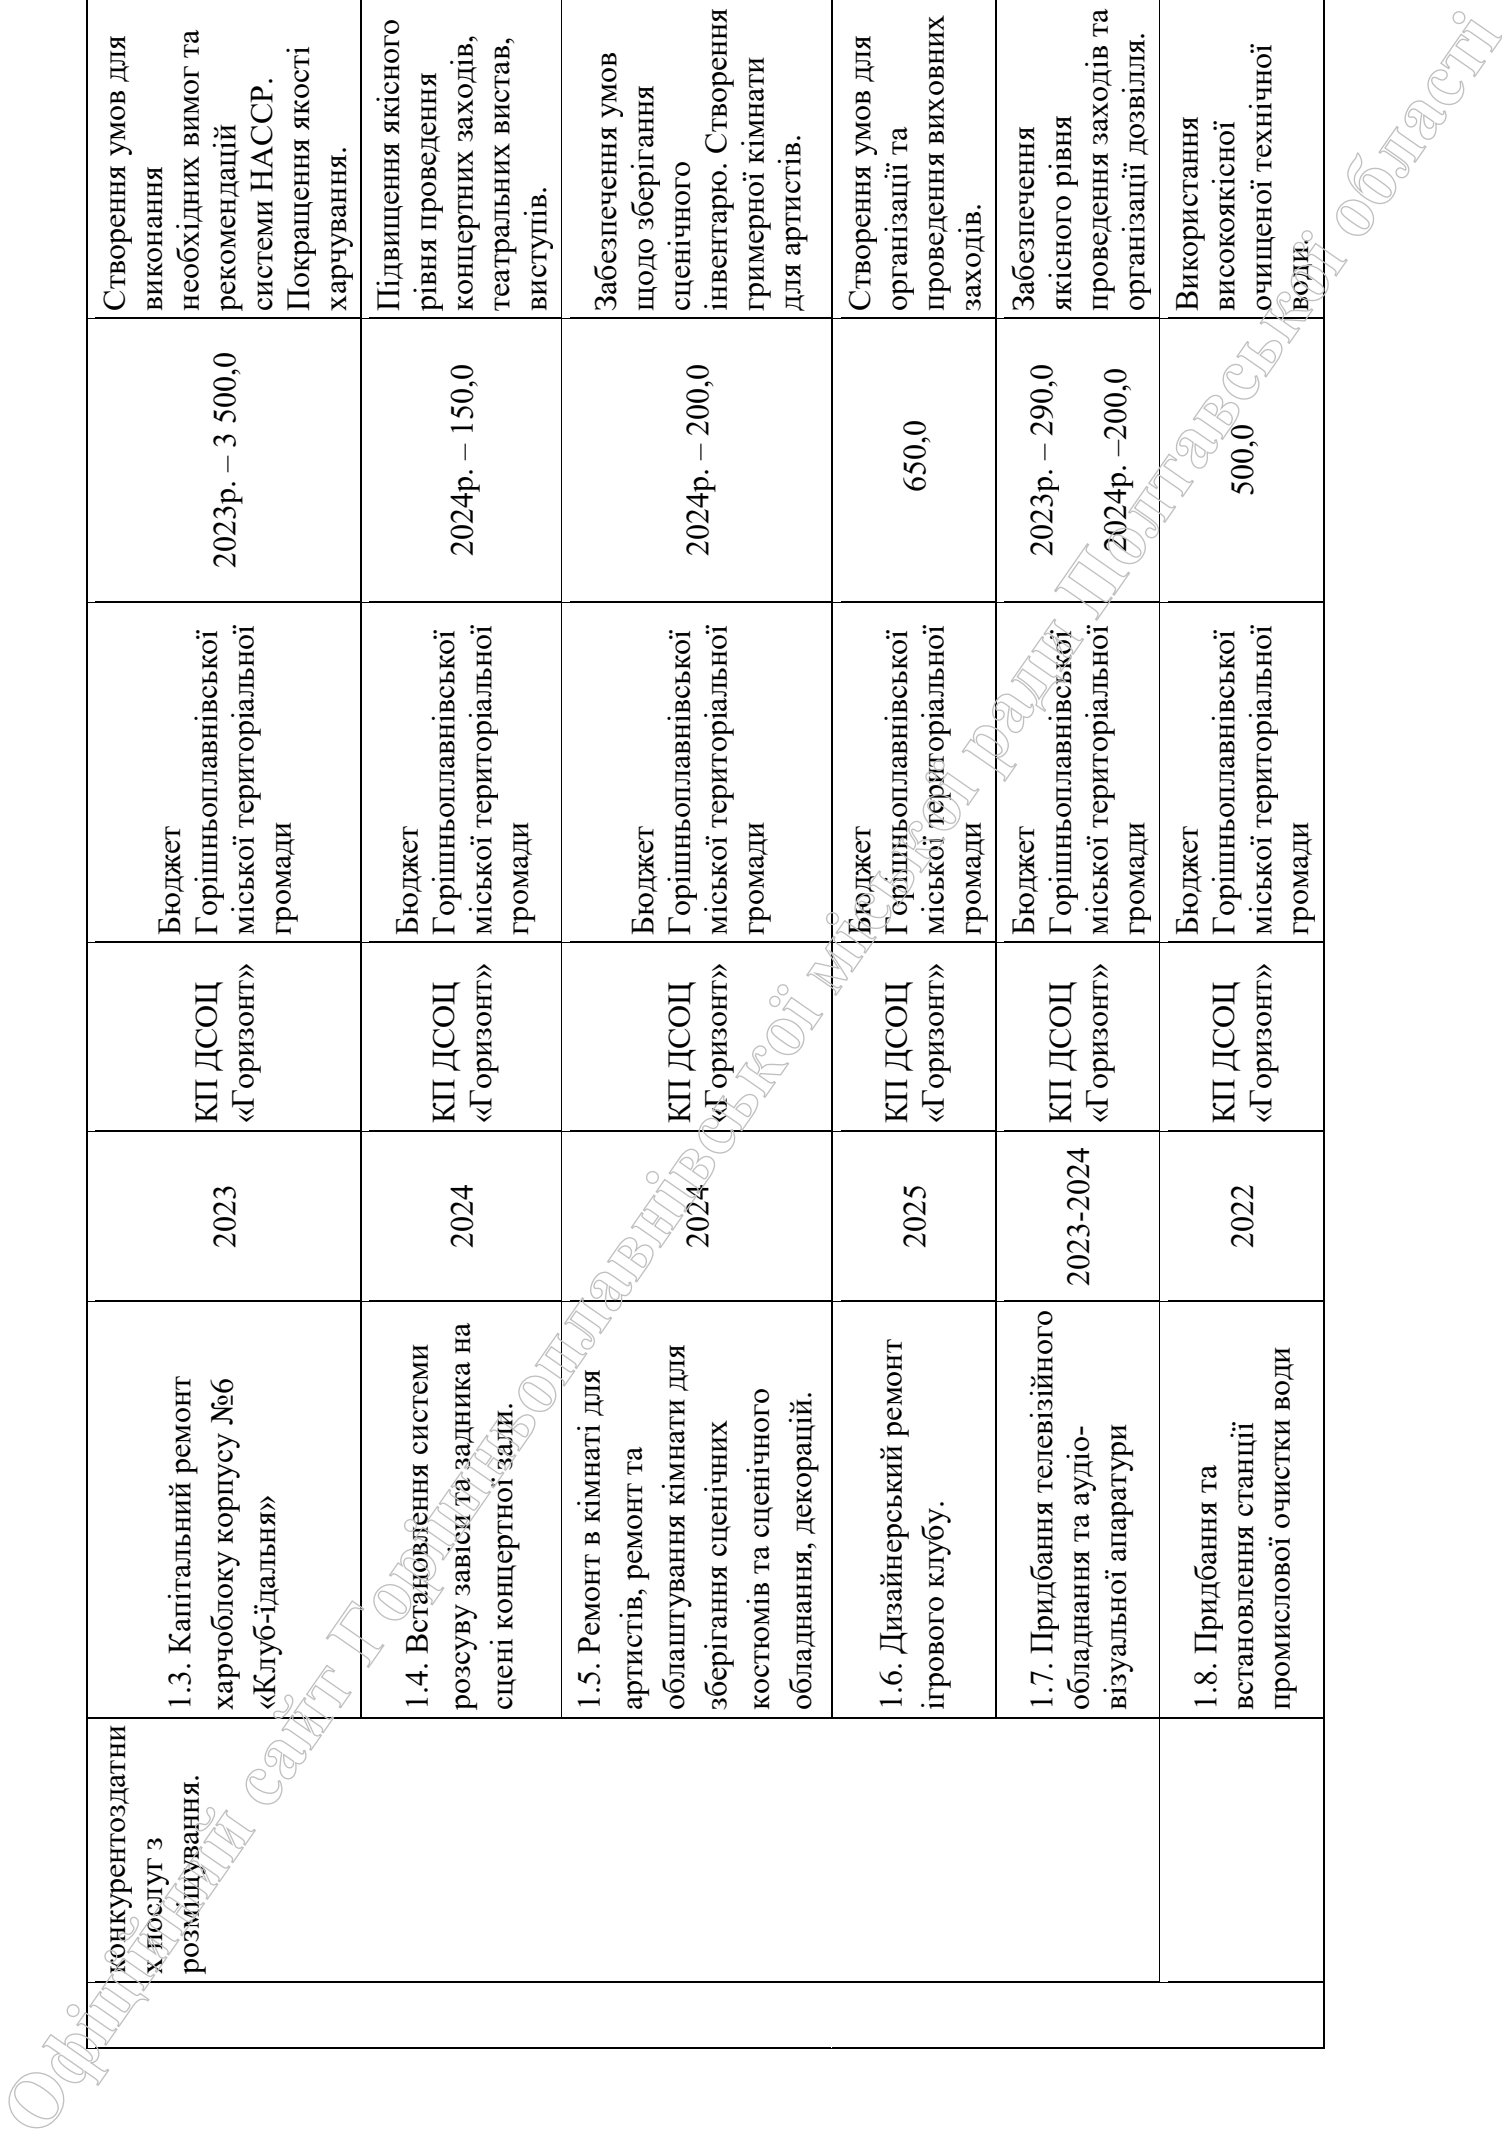 конкурентоздатни
х послуг з
розміщування.
1.3. Капітальний ремонт
харчоблоку корпусу №6
«Клуб-їдальня»
2023
КП ДСОЦ
«Горизонт»
Бюджет
Горішньоплавнівської
міської територіальної
громади
2023р. – 3 500,0
Створення умов для
виконання
необхідних вимог та
рекомендацій
системи НАССР.
Покращення якості
харчування.
1.4. Встановлення системи
розсуву завіси та задника на
сцені концертної зали.
2024
КП ДСОЦ
«Горизонт»
Бюджет
Горішньоплавнівської
міської територіальної
громади
2024р. – 150,0
Підвищення якісного
рівня проведення
концертних заходів,
театральних вистав,
виступів.
1.5. Ремонт в кімнаті для
артистів, ремонт та
облаштування кімнати для
зберігання сценічних
костюмів та сценічного
обладнання, декорацій.
2024
КП ДСОЦ
«Горизонт»
Бюджет
Горішньоплавнівської
міської територіальної
громади
2024р. – 200,0
Забезпечення умов
щодо зберігання
сценічного
інвентарю. Створення
гримерної кімнати
для артистів.
1.6. Дизайнерський ремонт
ігрового клубу.
2025
КП ДСОЦ
«Горизонт»
Бюджет
Горішньоплавнівської
міської територіальної
громади
650,0
Створення умов для
організації та
проведення виховних
заходів.
1.7. Придбання телевізійного
обладнання та аудіо-
візуальної апаратури
2023-2024
КП ДСОЦ
«Горизонт»
Бюджет
Горішньоплавнівської
міської територіальної
громади
2023р. – 290,0
2024р. –200,0
Забезпечення
якісного рівня
проведення заходів та
організації дозвілля.
1.8. Придбання та
встановлення станції
промислової очистки води
2022
КП ДСОЦ
«Горизонт»
Бюджет
Горішньоплавнівської
міської територіальної
громади
500,0
Використання
високоякісної
очищеної технічної
води.
Офіційний сайт Горішньоплавнівської міської ради Полтавської області